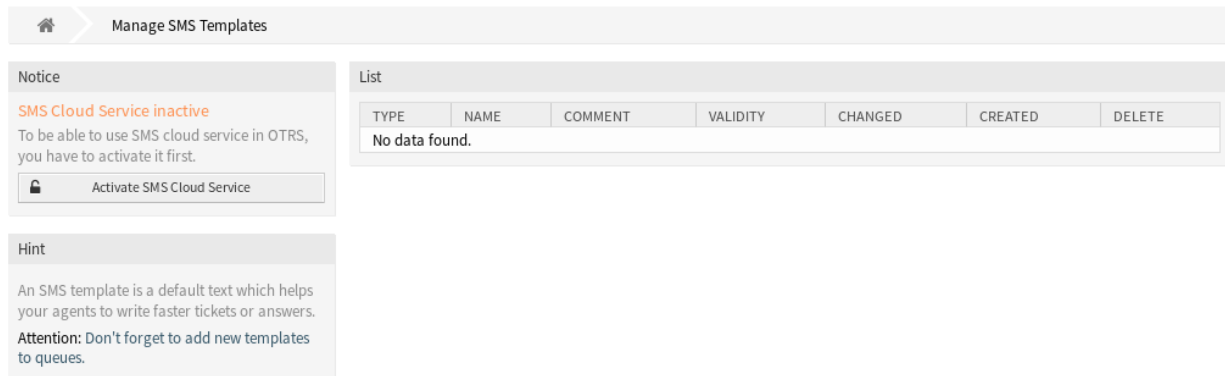 Manage SMS Templates
Notice
SMS Cloud Service inactive
To be able to use SMS cloud service in OTRS,
you have to activate it first.
Activate SMS Cloud Service
Hint
An SMS template is a default text which helps
your agents to write faster tickets or answers.
Attention: Don't forget to add new templates
to queues.
List
TYPE NAME COMMENT VALIDITY CHANGED CREATED DELETE
No data found.